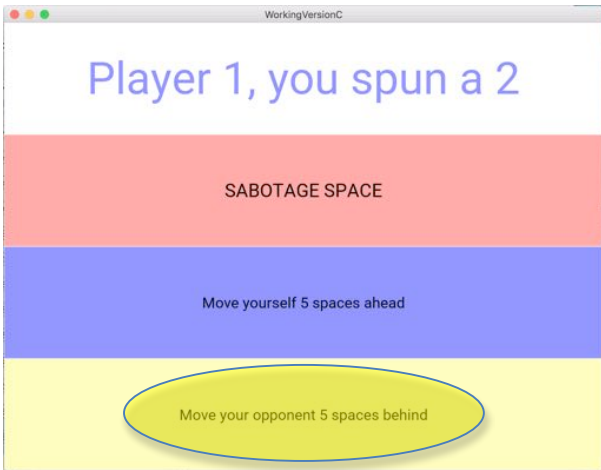 WorkingVersionC
Player 1, you spun a 2
SABOTAGE SPACE
Move yourself 5 spaces ahead
Move your opponent 5 spaces behind